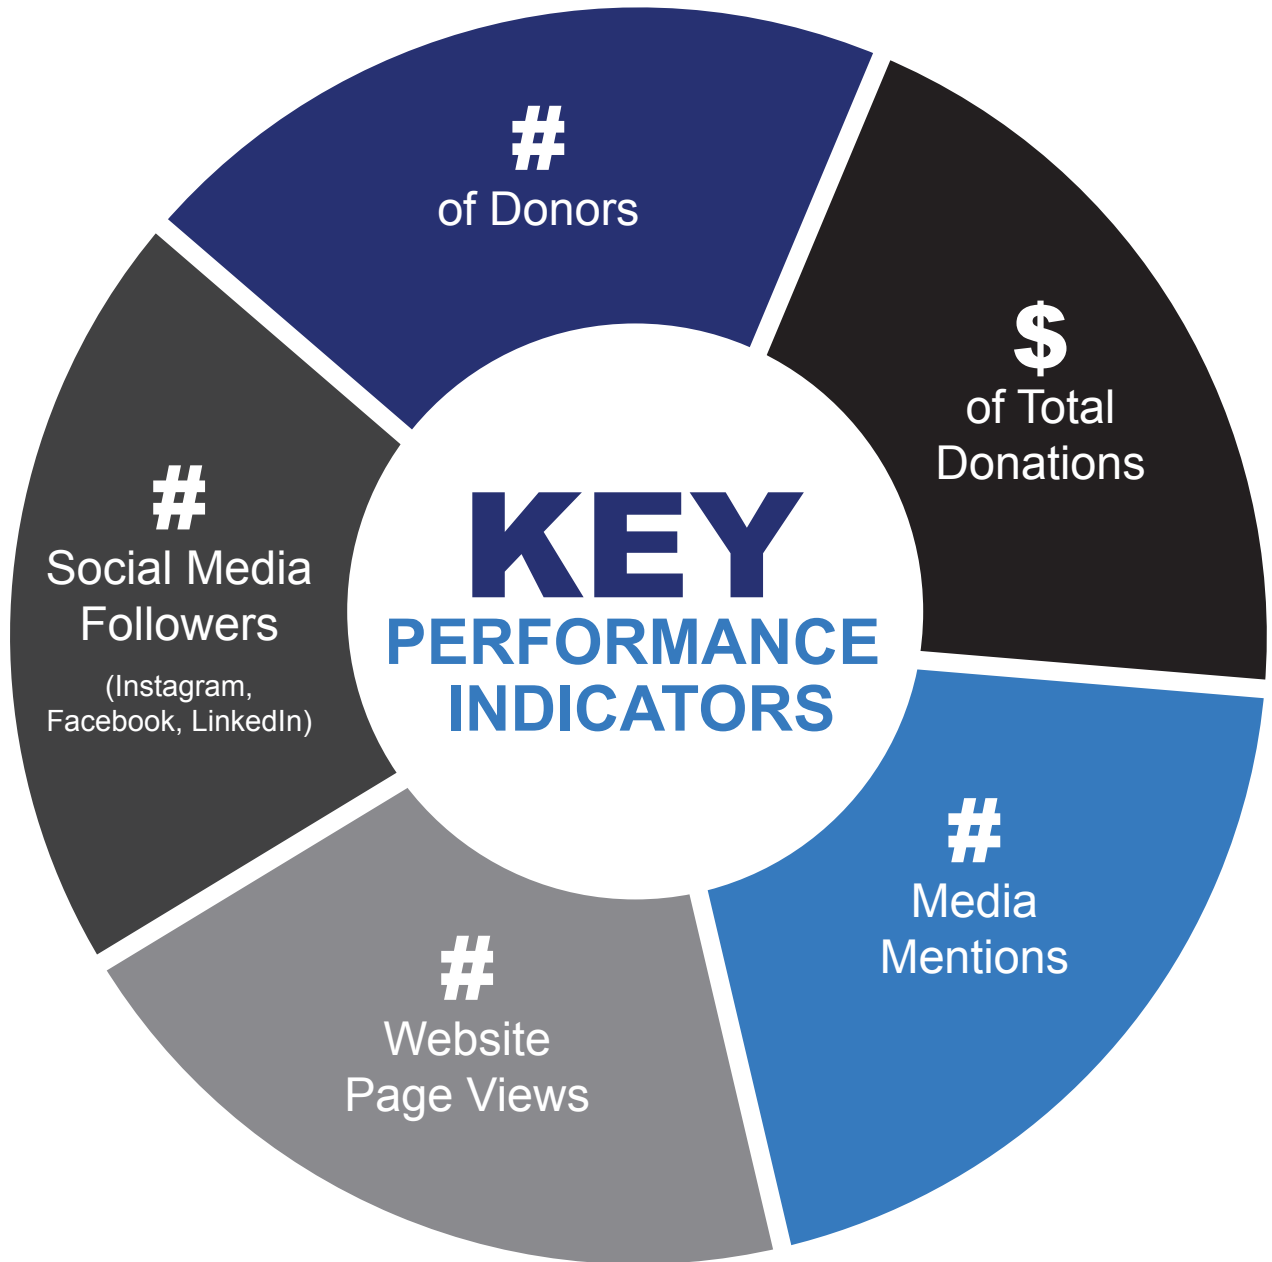 #
of Donors
$
of Total
Donations
#
Media
Mentions
#
Website
Page Views
#
Social Media
Followers
(Instagram,
Facebook, LinkedIn)
KEY
PERFORMANCE
INDICATORS